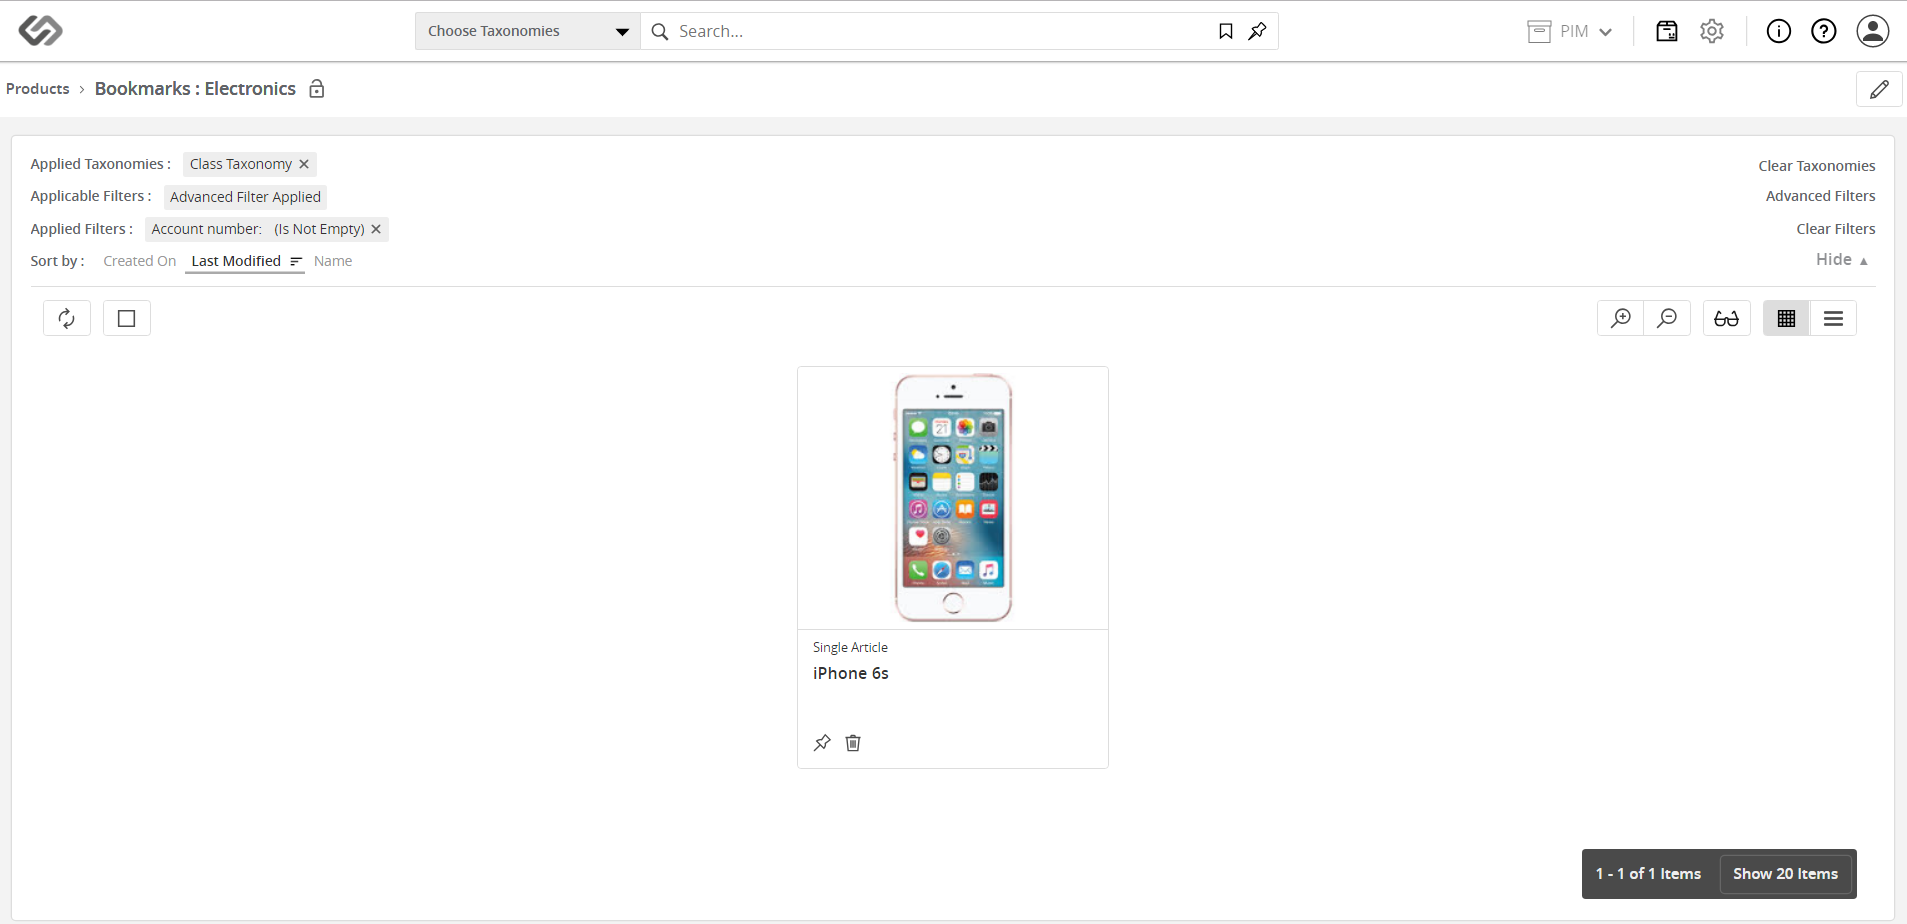 Choose Taxonomies
Search...
PIM
Products › Bookmarks : Electronics
Applied Taxonomies : Class Taxonomy ✕
Clear Taxonomies
Applicable Filters : Advanced Filter Applied
Advanced Filters
Applied Filters : Account number: (Is Not Empty) ✕
Clear Filters
Sort by : Created On Last Modified Name
Hide ▲
Single Article
iPhone 6s
1 - 1 of 1 Items
Show 20 Items